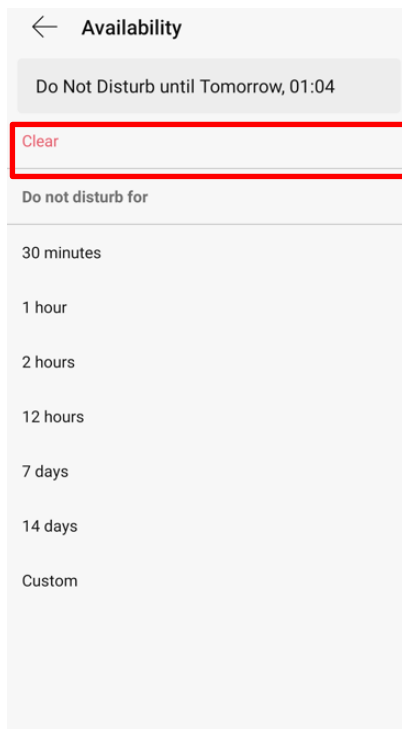 Availability
Do Not Disturb until Tomorrow, 01:04
Clear
Do not disturb for
30 minutes
1 hour
2 hours
12 hours
7 days
14 days
Custom